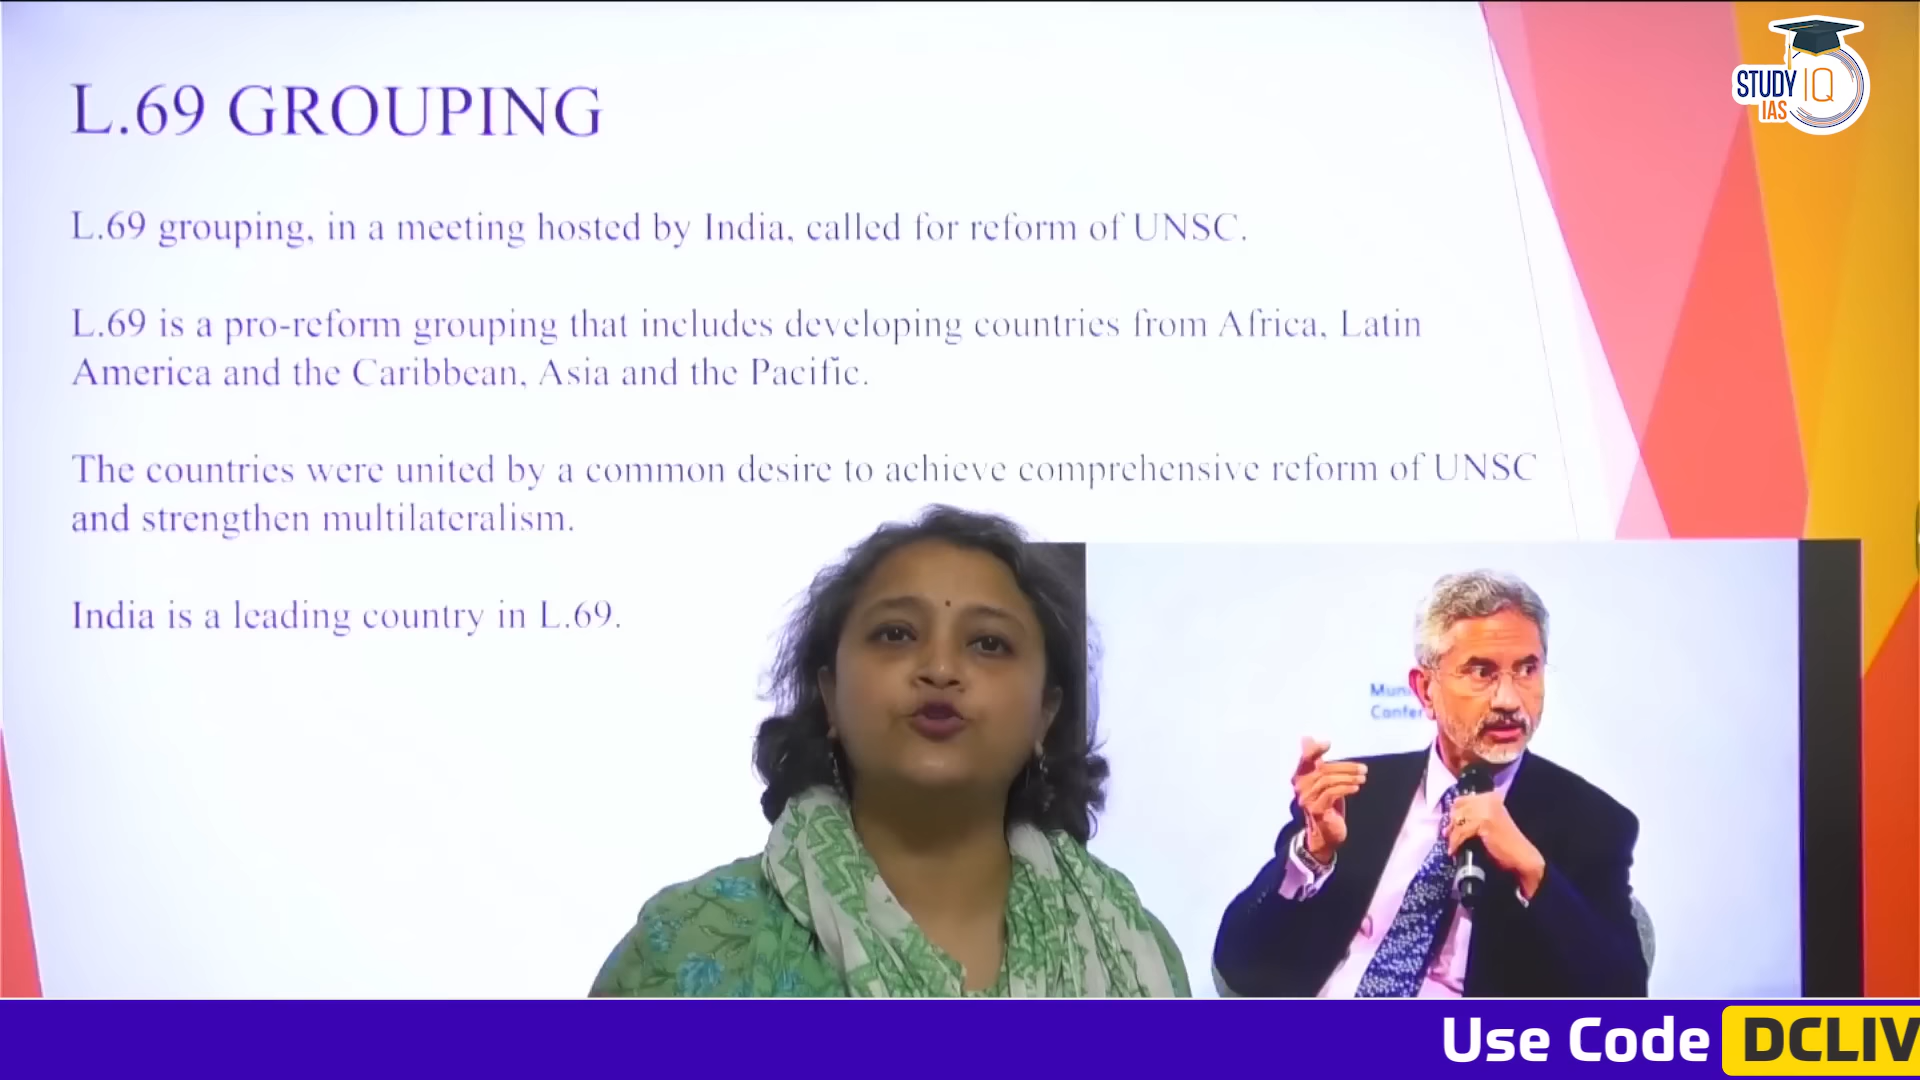 L.69 GROUPING
STUDY IQ
IAS
L.69 grouping, in a meeting hosted by India, called for reform of UNSC.
L.69 is a pro-reform grouping that includes developing countries from Africa, Latin
America and the Caribbean, Asia and the Pacific.
The countries were united by a common desire to achieve comprehensive reform of UNSC
and strengthen multilateralism.
India is a leading country in L.69.
Mun
Confer
Use Code DCLIV